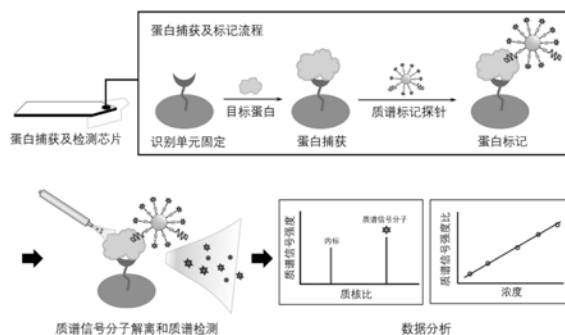 蛋白捕获及标记流程
目标蛋白
质谱标记探针
蛋白捕获及检测芯片
识别单元固定
蛋白捕获
蛋白标记
质谱信号强度
内标
质谱信号分子
质核比
质谱信号强度比
浓度
质谱信号分子解离和质谱检测
数据分析